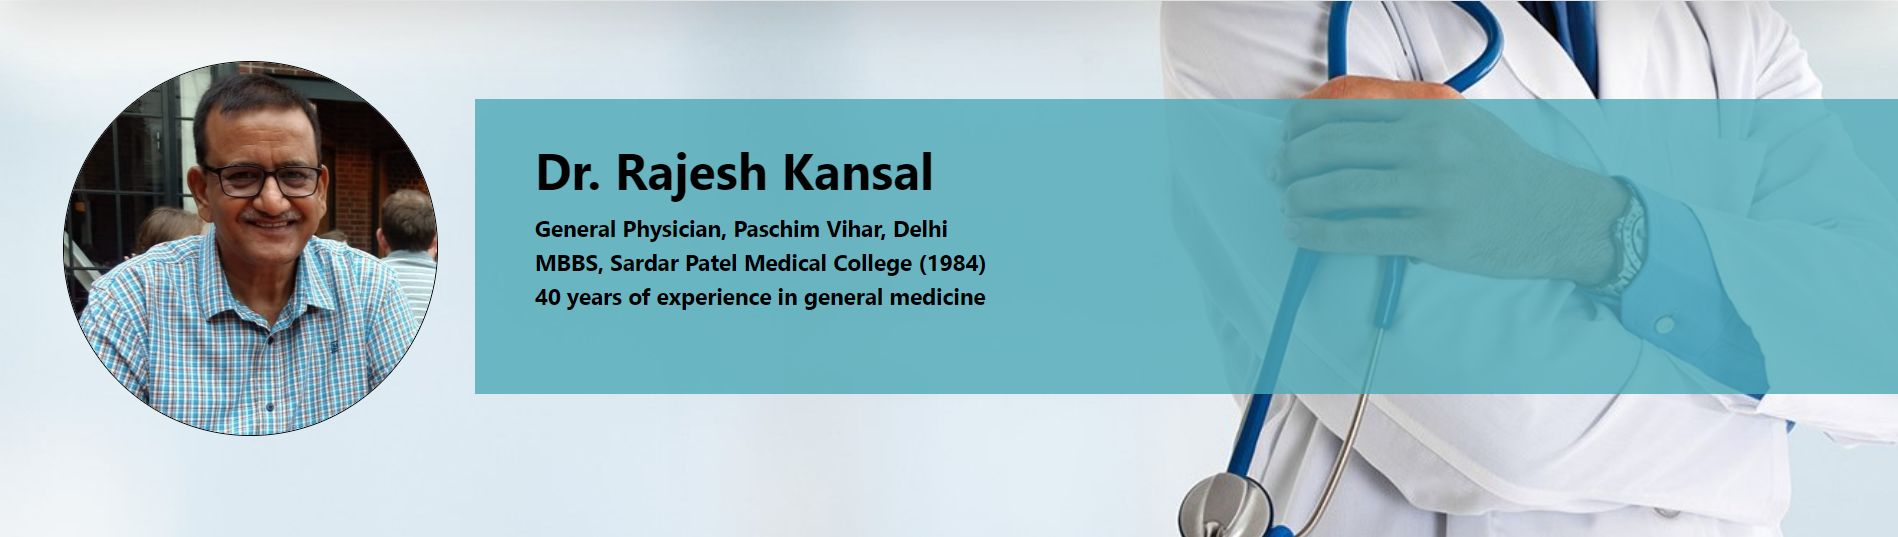 Dr. Rajesh Kansal
General Physician, Paschim Vihar, Delhi
MBBS, Sardar Patel Medical College (1984)
40 years of experience in general medicine